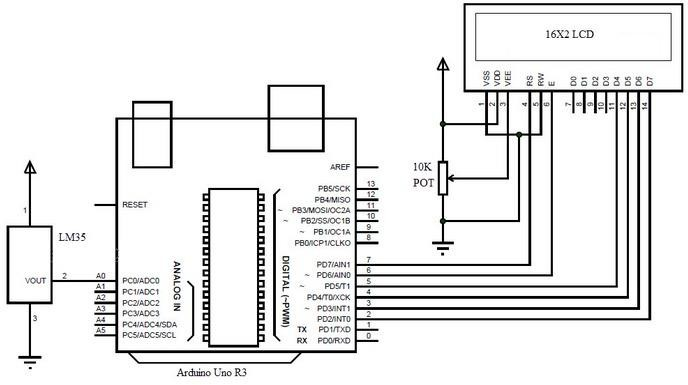 16X2 LCD
VSS
VDD
VEE
RS
RW
E
D0
D1
D2
D3
D4
D5
D6
D7
1
2
3
4
5
6
7
8
9
10
11
12
13
14
10K
POT
AREF
RESET
PB5/SCK 13
PB4/MISO 12
~ PB3/MOSI/OC2A 11
~ PB2/SS/OC1B 10
~ PB1/OC1A 9
PB0/ICP1/CLKO 8
1
LM35
VOUT 2
3
A0 PC0/ADC0
A1 PC1/ADC1
A2 PC2/ADC2
A3 PC3/ADC3
A4 PC4/ADC4/SDA
A5 PC5/ADC5/SCL
ANALOG IN
DIGITAL (~PWM)
PD7/AIN1 7
~ PD6/AIN0 6
~ PD5/T1 5
PD4/T0/XCK 4
~ PD3/INT1 3
PD2/INT0 2
TX PD1/TXD 1
RX PD0/RXD 0
Arduino Uno R3